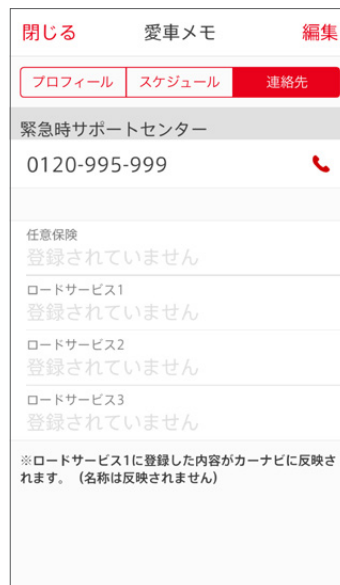 閉じる 愛車メモ 編集
プロフィール スケジュール 連絡先
緊急時サポートセンター
0120-995-999
任意保険
登録されていません
ロードサービス1
登録されていません
ロードサービス2
登録されていません
ロードサービス3
登録されていません
※ロードサービス1に登録した内容がカーナビに反映さ
れます。（名称は反映されません）